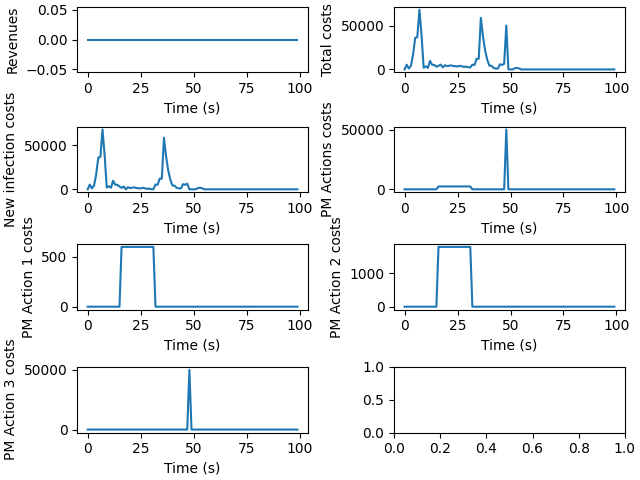 Revenues
0.05
0.00
−0.05
0 25 50 75 100
Time (s)
Total costs
50000
0
0 25 50 75 100
Time (s)
New infection costs
50000
0
0 25 50 75 100
Time (s)
PM Actions costs
50000
0
0 25 50 75 100
Time (s)
PM Action 1 costs
500
0
0 25 50 75 100
Time (s)
PM Action 2 costs
1000
0
0 25 50 75 100
Time (s)
PM Action 3 costs
50000
0
0 25 50 75 100
Time (s)
1.0
0.5
0.0
0.0 0.2 0.4 0.6 0.8 1.0